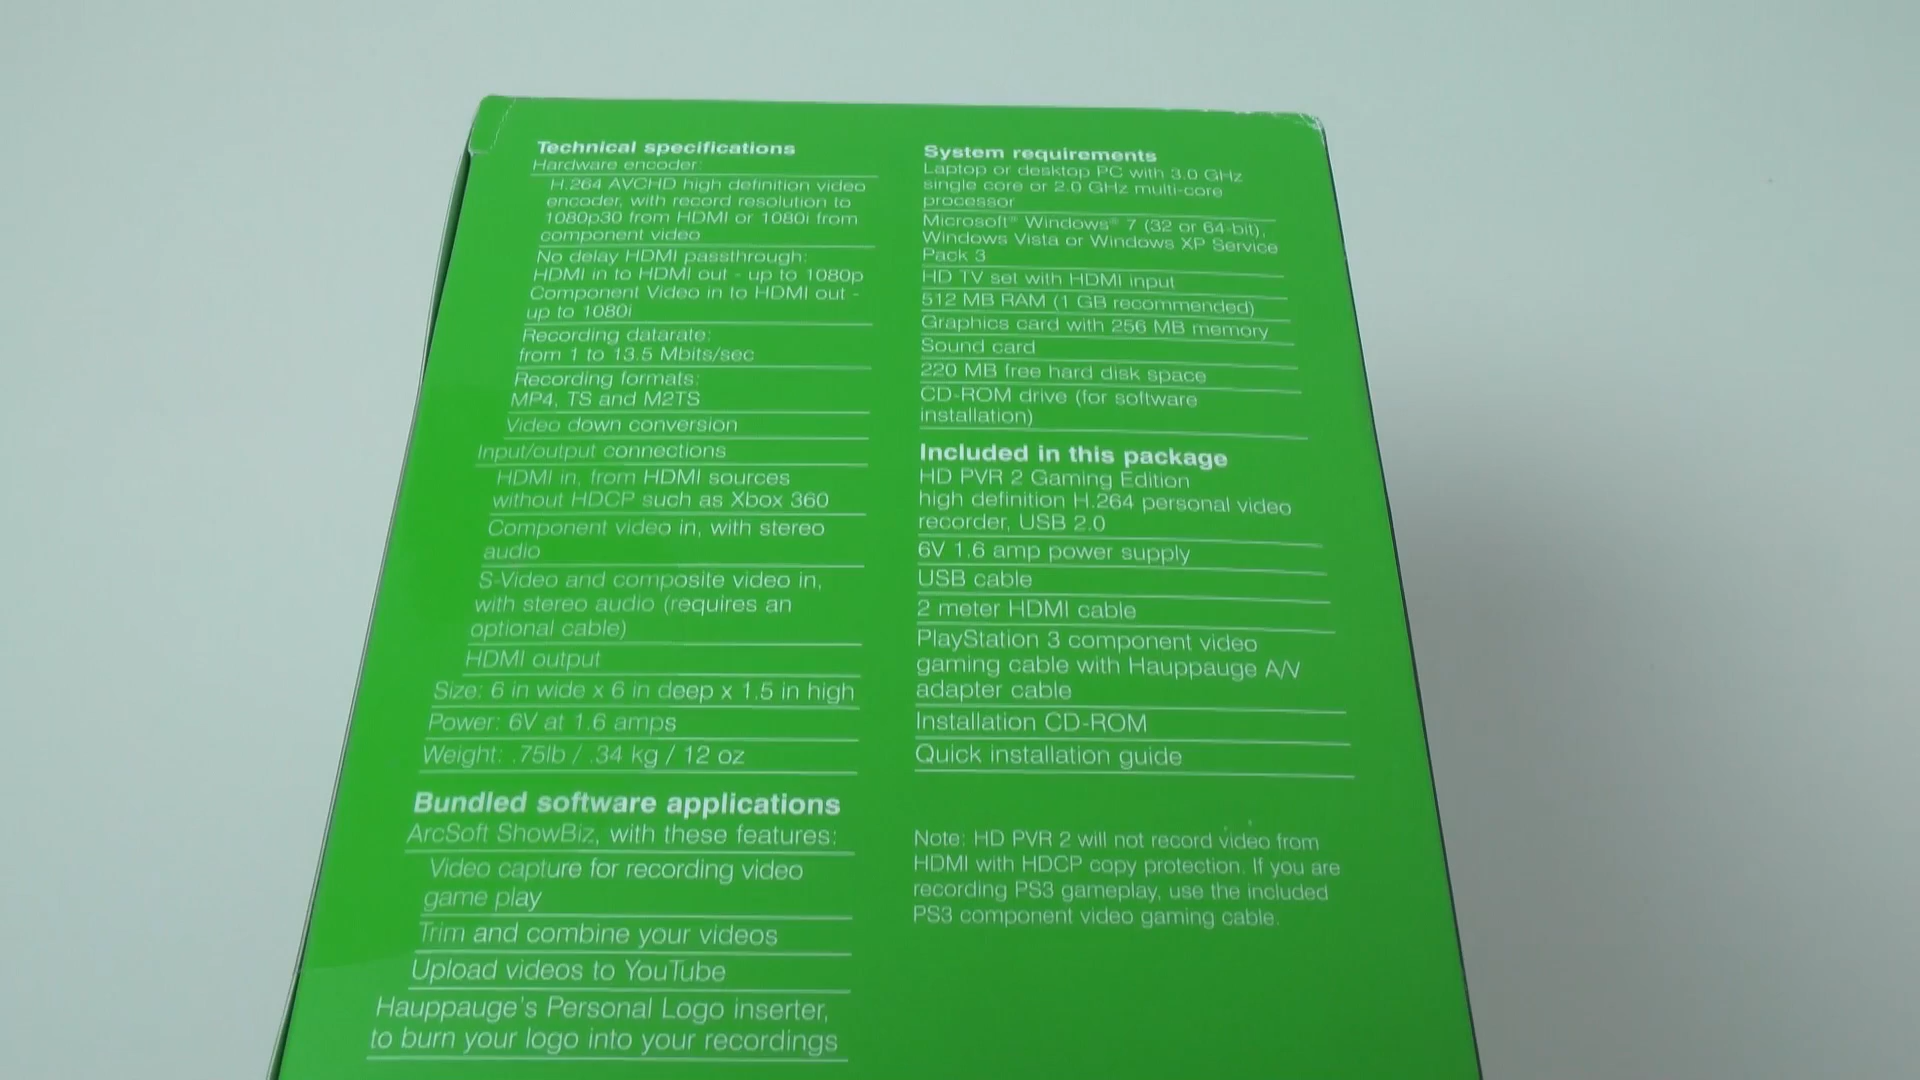 Technical specifications
Hardware encoder:
H.264 AVCHD high definition video
encoder, with record resolution to
1080p30 from HDMI or 1080i from
component video
No delay HDMI passthrough:
HDMI in to HDMI out - up to 1080p
Component Video in to HDMI out -
up to 1080i
Recording datarate:
from 1 to 13.5 Mbits/sec
Recording formats:
MP4, TS and M2TS
Video down conversion
Input/output connections
HDMI in, from HDMI sources
without HDCP such as Xbox 360
Component video in, with stereo
audio
S-Video and composite video in,
with stereo audio (requires an
optional cable)
HDMI output
Size: 6 in wide x 6 in deep x 1.5 in high
Power: 6V at 1.6 amps
Weight: .75lb / .34 kg / 12 oz
Bundled software applications
ArcSoft ShowBiz, with these features:
Video capture for recording video
game play
Trim and combine your videos
Upload videos to YouTube
Hauppauge's Personal Logo inserter,
to burn your logo into your recordings
System requirements
Laptop or desktop PC with 3.0 GHz
single core or 2.0 GHz multi-core
processor
Microsoft® Windows® 7 (32 or 64-bit),
Windows Vista or Windows XP Service
Pack 3
HD TV set with HDMI input
512 MB RAM (1 GB recommended)
Graphics card with 256 MB memory
Sound card
220 MB free hard disk space
CD-ROM drive (for software
installation)
Included in this package
HD PVR 2 Gaming Edition
high definition H.264 personal video
recorder, USB 2.0
6V 1.6 amp power supply
USB cable
2 meter HDMI cable
PlayStation 3 component video
gaming cable with Hauppauge A/V
adapter cable
Installation CD-ROM
Quick installation guide
Note: HD PVR 2 will not record video from
HDMI with HDCP copy protection. If you are
recording PS3 gameplay, use the included
PS3 component video gaming cable.